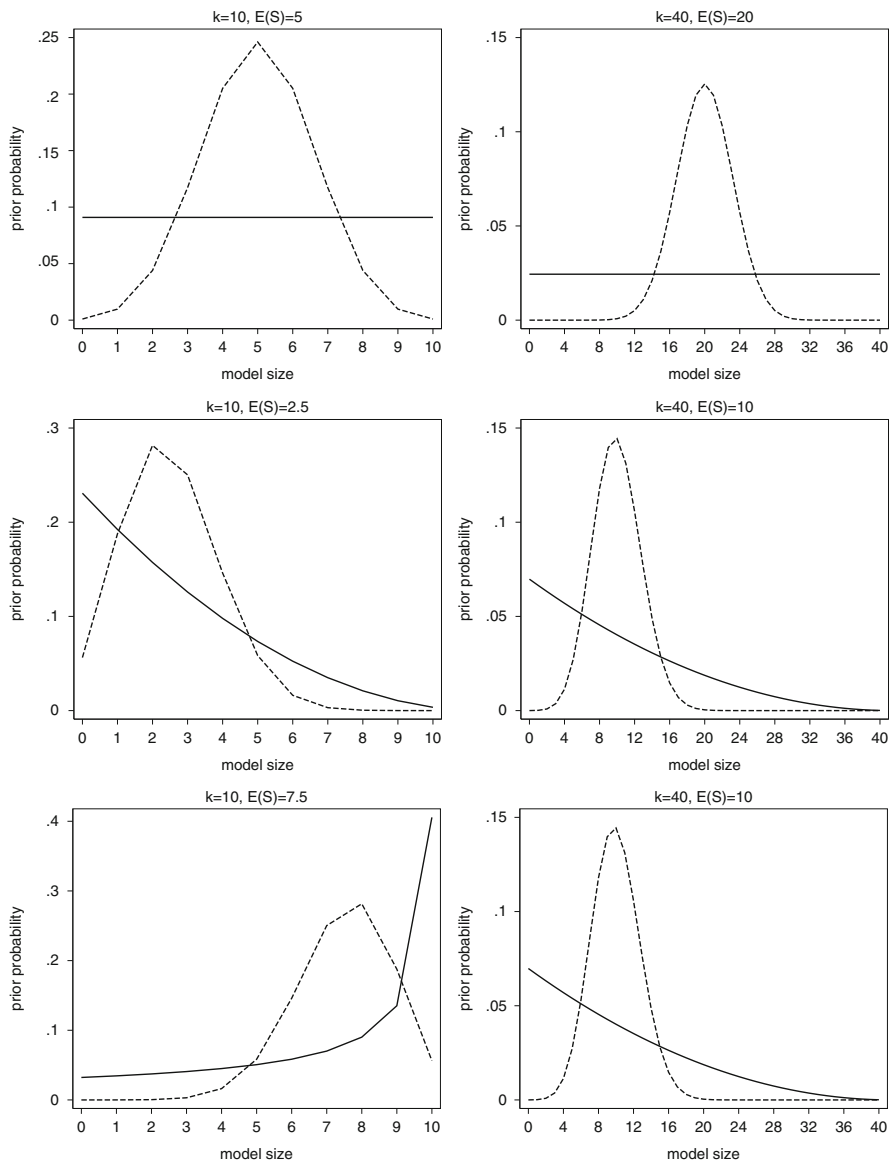 k=10, E(S)=5
.25
.2
.15
.1
.05
0
prior probability
0 1 2 3 4 5 6 7 8 9 10
model size
k=40, E(S)=20
.15
.1
.05
0
prior probability
0 4 8 12 16 20 24 28 32 36 40
model size
k=10, E(S)=2.5
.3
.2
.1
0
prior probability
0 1 2 3 4 5 6 7 8 9 10
model size
k=40, E(S)=10
.15
.1
.05
0
prior probability
0 4 8 12 16 20 24 28 32 36 40
model size
k=10, E(S)=7.5
.4
.3
.2
.1
0
prior probability
0 1 2 3 4 5 6 7 8 9 10
model size
k=40, E(S)=10
.15
.1
.05
0
prior probability
0 4 8 12 16 20 24 28 32 36 40
model size